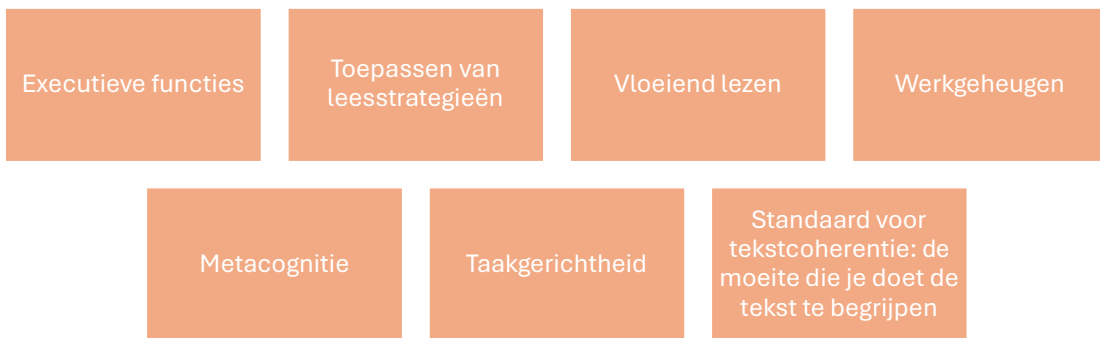 Executieve functies
Toepassen van
leesstrategieën
Vloeiend lezen
Werkgeheugen
Metacognitie
Taakgerichtheid
Standaard voor
tekstcoherentie: de
moeite die je doet de
tekst te begrijpen